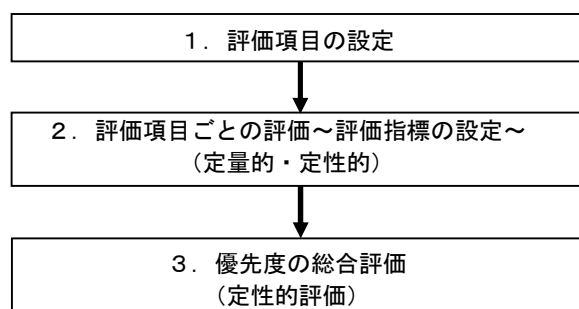 １．評価項目の設定
２．評価項目ごとの評価～評価指標の設定～
（定量的・定性的）
３．優先度の総合評価
（定性的評価）